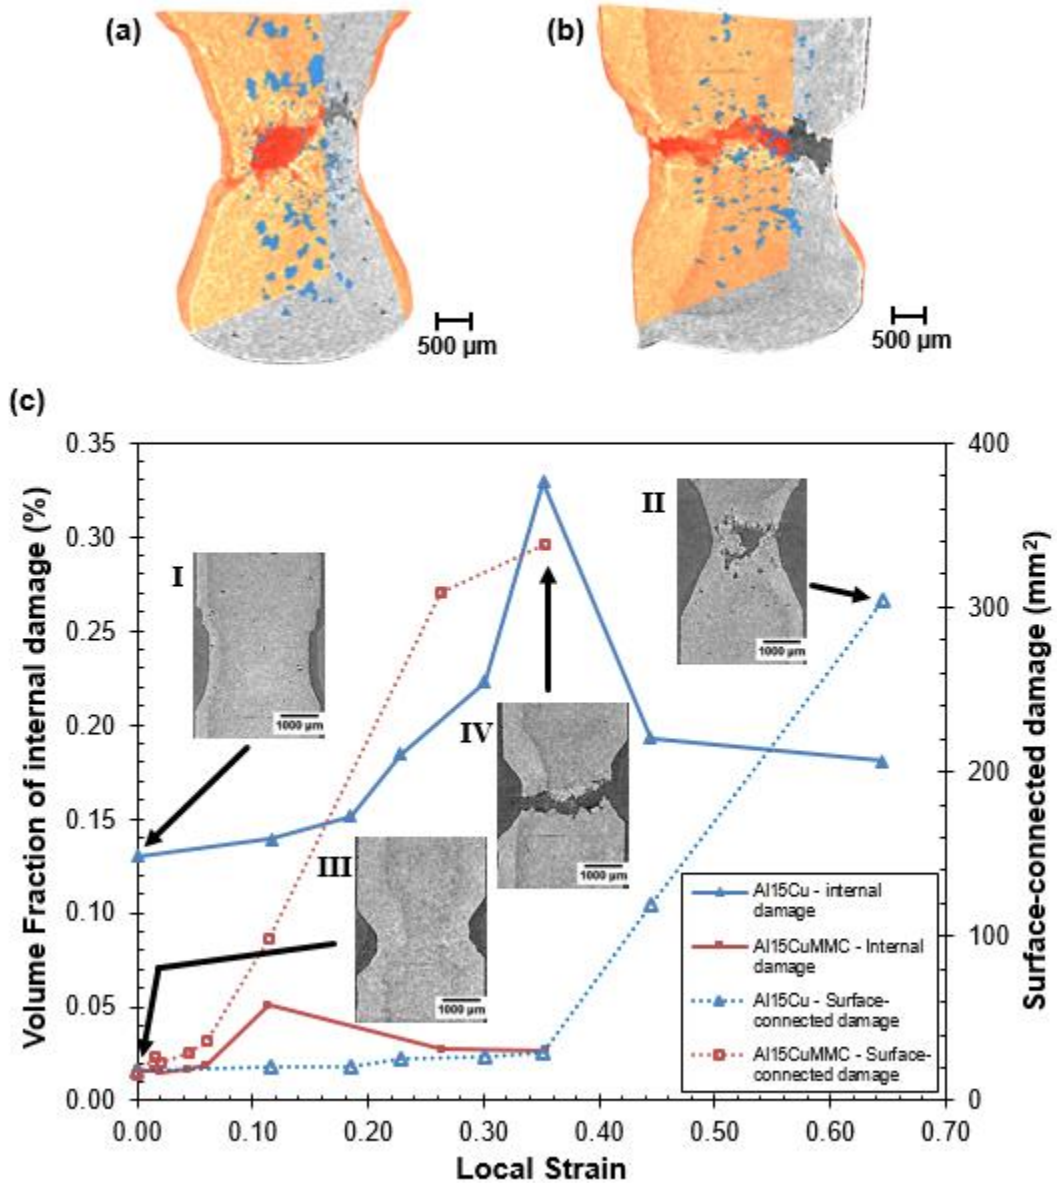 (a)
(b)
500 µm
500 µm
(c)
Volume Fraction of internal damage (%)
0.35
0.30
0.25
0.20
0.15
0.10
0.05
0.00
400
300
200
100
0
Surface-connected damage (mm²)
I
1000 µm
II
1000 µm
IV
1000 µm
III
1000 µm
Al15Cu - internal
damage
Al15CuMMC - Internal
damage
Al15Cu - Surface-
connected damage
Al15CuMMC - Surface-
connected damage
0.00 0.10 0.20 0.30 0.40 0.50 0.60 0.70
Local Strain